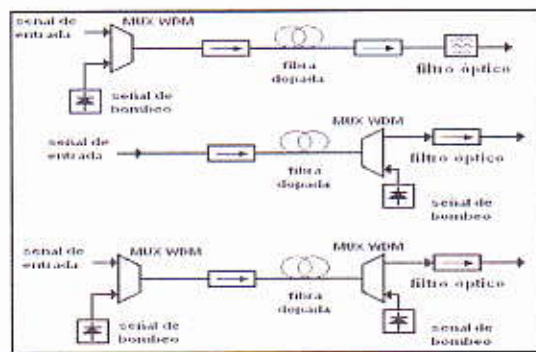 señal de
entrada
MUX WDM
fibra
dopada
filtro óptico
señal de
bombeo
señal de
entrada
MUX WDM
fibra
dopada
filtro óptico
señal de
bombeo
señal de
entrada
MUX WDM
MUX WDM
fibra
dopada
filtro óptico
señal de
bombeo
señal de
bombeo